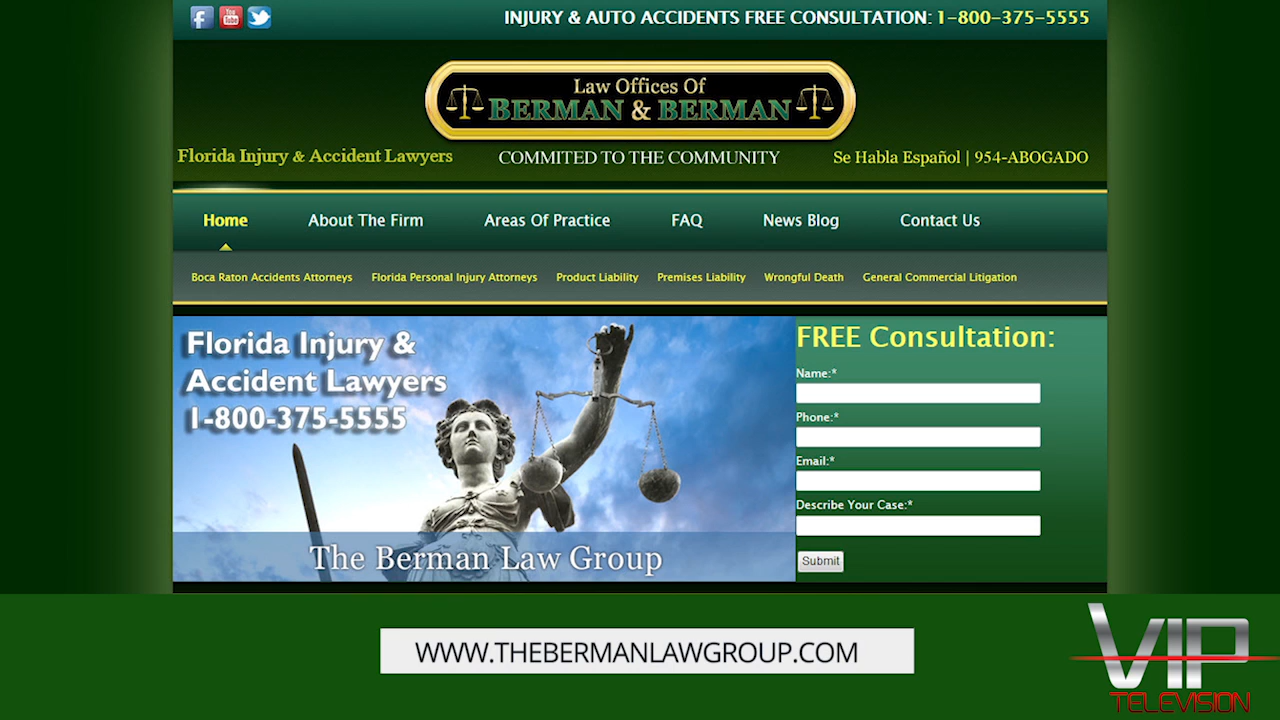 You Tube
INJURY & AUTO ACCIDENTS FREE CONSULTATION: 1-800-375-5555
Law Offices Of
BERMAN & BERMAN
Florida Injury & Accident Lawyers
COMMITED TO THE COMMUNITY
Se Habla Español | 954-ABOGADO
Home
About The Firm
Areas Of Practice
FAQ
News Blog
Contact Us
Boca Raton Accidents Attorneys
Florida Personal Injury Attorneys
Product Liability
Premises Liability
Wrongful Death
General Commercial Litigation
Florida Injury &
Accident Lawyers
1-800-375-5555
The Berman Law Group
FREE Consultation:
Name:*
Phone:*
Email:*
Describe Your Case:*
Submit
WWW.THEBERMANLAWGROUP.COM
VIP
TELEVISION